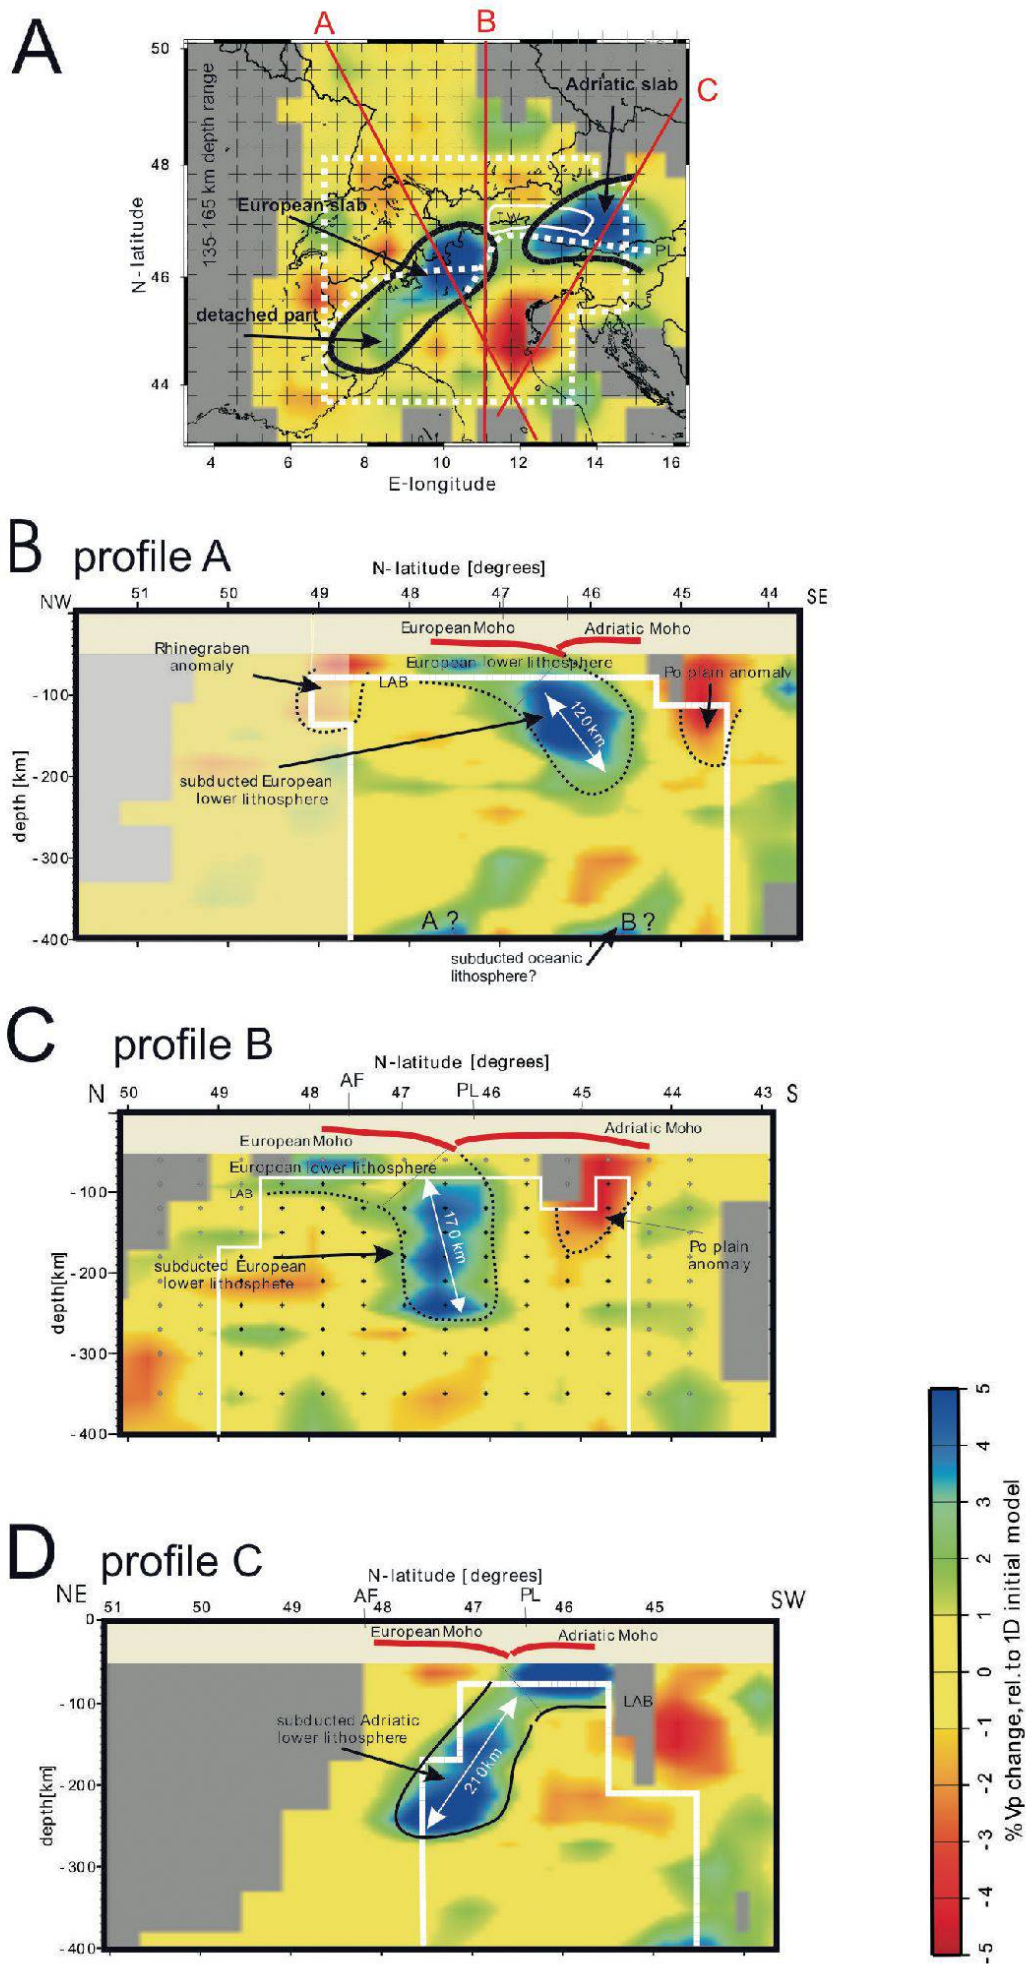 A
A
B
C
50
48
46
44
N-latitude
135-165 km depth range
Adriatic slab
European slab
TW
PL
detached part
4 6 8 10 12 14 16
E-longitude
B profile A
N-latitude [degrees]
NW 51 50 49 48 47 46 45 44 SE
European Moho Adriatic Moho
Rhinegraben
anomaly
European lower lithosphere
LAB
Po plain anomaly
120km
subducted European
lower lithosphere
-100
-200
-300
-400
depth [km]
A ? B ?
subducted oceanic
lithosphere?
C profile B
N-latitude [degrees]
AF PL
N 50 49 48 47 46 45 44 43 S
European Moho Adriatic Moho
European lower lithosphere
LAB
170 km
subducted European
lower lithosphere
Po plain
anomaly
-100
-200
-300
-400
depth[km]
D profile C
N-latitude [degrees]
NE AF PL SW
51 50 49 48 47 46 45
European Moho Adriatic Moho
LAB
subducted Adriatic
lower lithosphere
210km
0
-100
-200
-300
-400
depth[km]
5
4
3
2
1
0
-1
-2
-3
-4
-5
% Vp change, rel. to 1D initial model